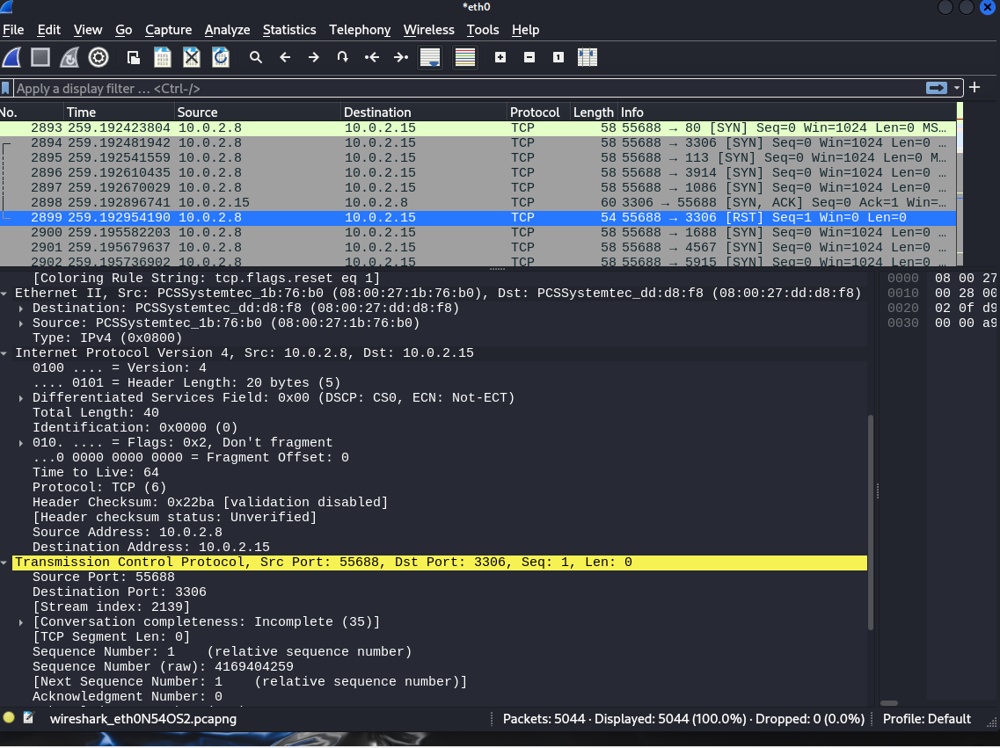 *eth0
File Edit View Go Capture Analyze Statistics Telephony Wireless Tools Help
Apply a display filter … <Ctrl-/>
No. Time Source Destination Protocol Length Info
2893 259.192423804 10.0.2.8 10.0.2.15 TCP 58 55688 → 80 [SYN] Seq=0 Win=1024 Len=0 MS…
2894 259.192481942 10.0.2.8 10.0.2.15 TCP 58 55688 → 3306 [SYN] Seq=0 Win=1024 Len=0 …
2895 259.192541559 10.0.2.8 10.0.2.15 TCP 58 55688 → 113 [SYN] Seq=0 Win=1024 Len=0 M…
2896 259.192610435 10.0.2.8 10.0.2.15 TCP 58 55688 → 3914 [SYN] Seq=0 Win=1024 Len=0 …
2897 259.192670029 10.0.2.8 10.0.2.15 TCP 58 55688 → 1086 [SYN] Seq=0 Win=1024 Len=0 …
2898 259.192896741 10.0.2.15 10.0.2.8 TCP 60 3306 → 55688 [SYN, ACK] Seq=0 Ack=1 Win=…
2899 259.192954190 10.0.2.8 10.0.2.15 TCP 54 55688 → 3306 [RST] Seq=1 Win=0 Len=0
2900 259.195582203 10.0.2.8 10.0.2.15 TCP 58 55688 → 1688 [SYN] Seq=0 Win=1024 Len=0 …
2901 259.195679637 10.0.2.8 10.0.2.15 TCP 58 55688 → 4567 [SYN] Seq=0 Win=1024 Len=0 …
2902 259.195736902 10.0.2.8 10.0.2.15 TCP 58 55688 → 5915 [SYN] Seq=0 Win=1024 Len=0 …
[Coloring Rule String: tcp.flags.reset eq 1]
Ethernet II, Src: PCSSystemtec_1b:76:b0 (08:00:27:1b:76:b0), Dst: PCSSystemtec_dd:d8:f8 (08:00:27:dd:d8:f8)
Destination: PCSSystemtec_dd:d8:f8 (08:00:27:dd:d8:f8)
Source: PCSSystemtec_1b:76:b0 (08:00:27:1b:76:b0)
Type: IPv4 (0x0800)
Internet Protocol Version 4, Src: 10.0.2.8, Dst: 10.0.2.15
0100 .... = Version: 4
.... 0101 = Header Length: 20 bytes (5)
Differentiated Services Field: 0x00 (DSCP: CS0, ECN: Not-ECT)
Total Length: 40
Identification: 0x0000 (0)
010. .... = Flags: 0x2, Don't fragment
...0 0000 0000 0000 = Fragment Offset: 0
Time to Live: 64
Protocol: TCP (6)
Header Checksum: 0x22ba [validation disabled]
[Header checksum status: Unverified]
Source Address: 10.0.2.8
Destination Address: 10.0.2.15
Transmission Control Protocol, Src Port: 55688, Dst Port: 3306, Seq: 1, Len: 0
Source Port: 55688
Destination Port: 3306
[Stream index: 2139]
[Conversation completeness: Incomplete (35)]
[TCP Segment Len: 0]
Sequence Number: 1 (relative sequence number)
Sequence Number (raw): 4169404259
[Next Sequence Number: 1 (relative sequence number)]
Acknowledgment Number: 0
0000 08 00 27
0010 00 28 00
0020 02 0f d9
0030 00 00 a9
wireshark_eth0N54OS2.pcapng Packets: 5044 · Displayed: 5044 (100.0%) · Dropped: 0 (0.0%) Profile: Default